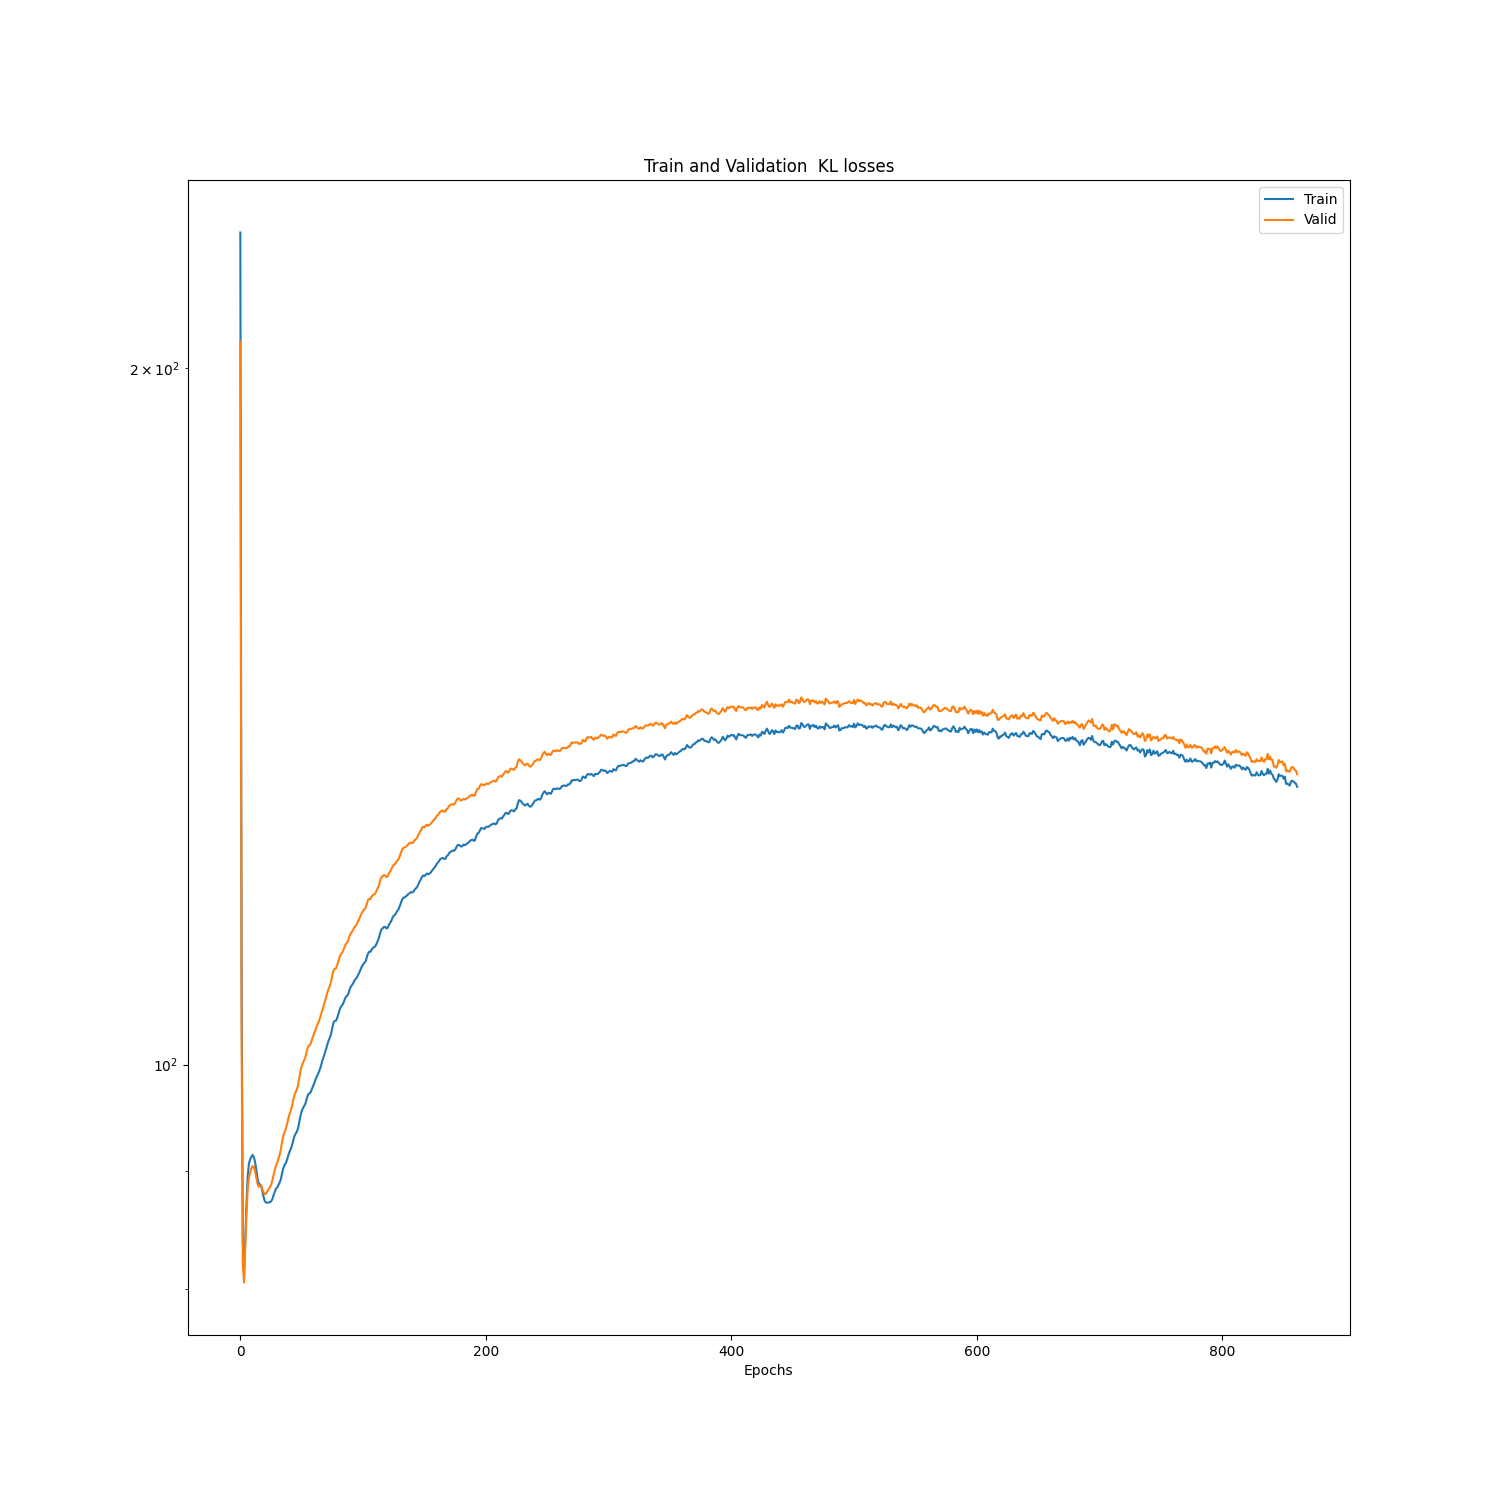 Train and Validation  KL losses
Train
Valid
2 × 10²
10²
0 200 400 600 800
Epochs